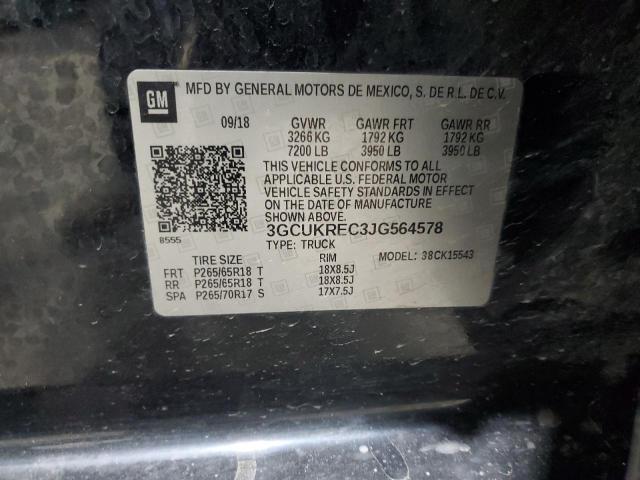 GM
MFD BY GENERAL MOTORS DE MEXICO, S. DE R.L. DE C.V.
09/18 GVWR GAWR FRT GAWR RR
3266 KG 1792 KG 1792 KG
7200 LB 3950 LB 3950 LB
THIS VEHICLE CONFORMS TO ALL
APPLICABLE U.S. FEDERAL MOTOR
VEHICLE SAFETY STANDARDS IN EFFECT
ON THE DATE OF MANUFACTURE
SHOWN ABOVE.
3GCUKREC3JG564578
8555
TYPE: TRUCK MODEL: 38CK15543
TIRE SIZE RIM
FRT P265/65R18 T 18X8.5J
RR P265/65R18 T 18X8.5J
SPA P265/70R17 S 17X7.5J